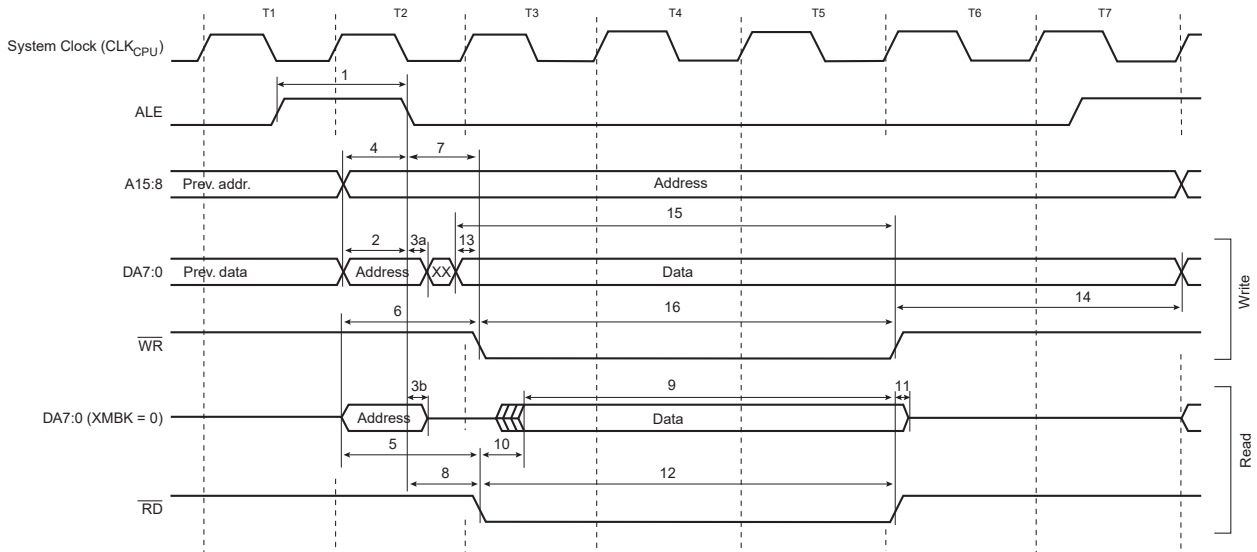 T1 T2 T3 T4 T5 T6 T7
System Clock (CLKCPU)
1
ALE
4 7
A15:8 Prev. addr. Address
15
2 3a 13
DA7:0 Prev. data Address XX Data
6 16 14
WR
Write
3b 9 11
DA7:0 (XMBK = 0) Address Data
5 10
8 12
RD
Read